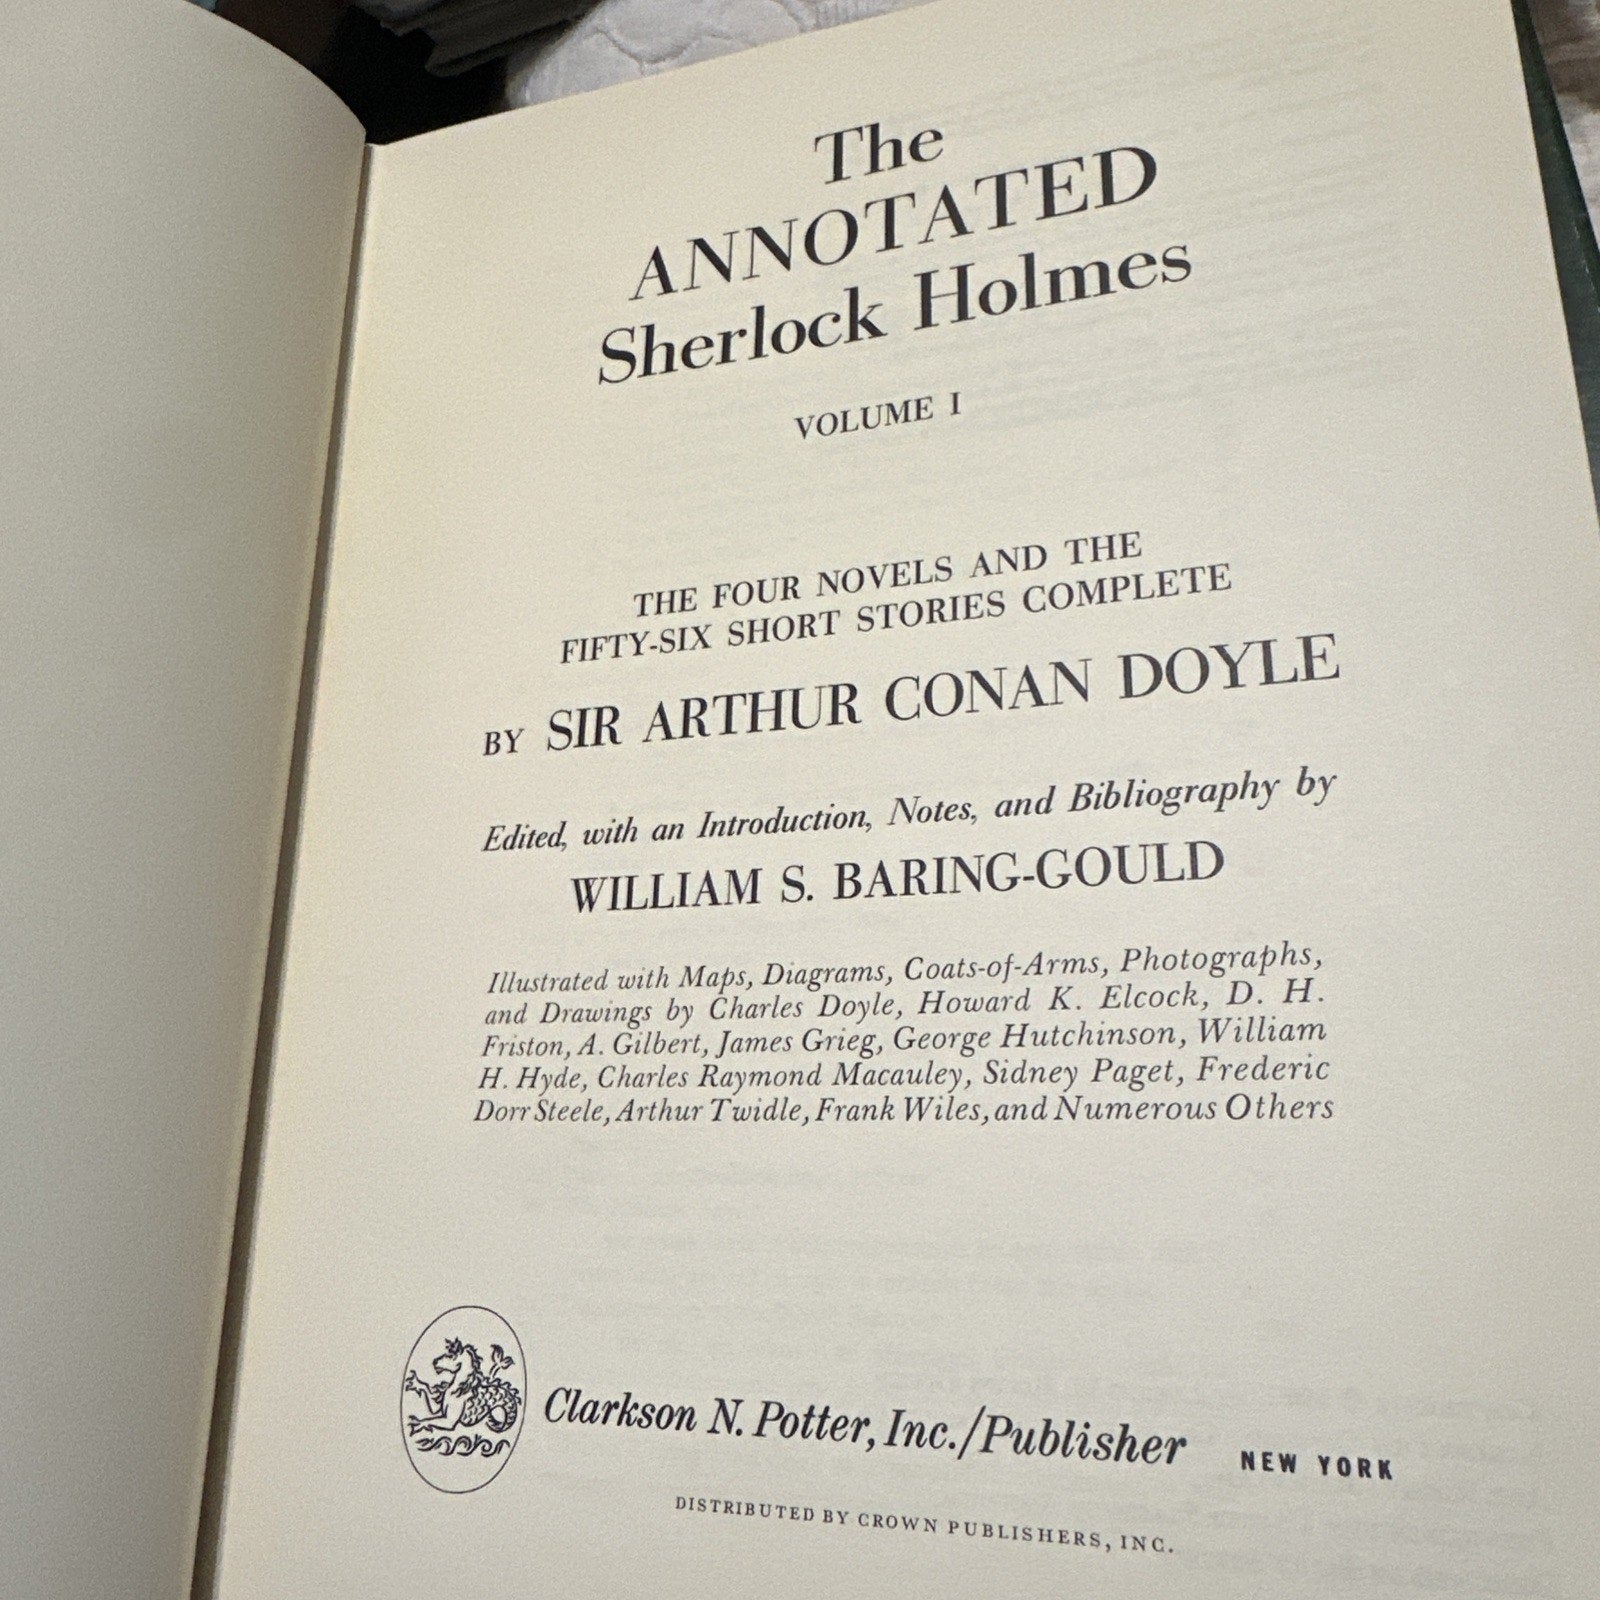 The
ANNOTATED
Sherlock Holmes
VOLUME I
THE FOUR NOVELS AND THE
FIFTY-SIX SHORT STORIES COMPLETE
BY SIR ARTHUR CONAN DOYLE
Edited, with an Introduction, Notes, and Bibliography by
WILLIAM S. BARING-GOULD
Illustrated with Maps, Diagrams, Coats-of-Arms, Photographs,
and Drawings by Charles Doyle, Howard K. Elcock, D. H.
Friston, A. Gilbert, James Grieg, George Hutchinson, William
H. Hyde, Charles Raymond Macauley, Sidney Paget, Frederic
Dorr Steele, Arthur Twidle, Frank Wiles, and Numerous Others
Clarkson N. Potter, Inc./Publisher NEW YORK
DISTRIBUTED BY CROWN PUBLISHERS, INC.